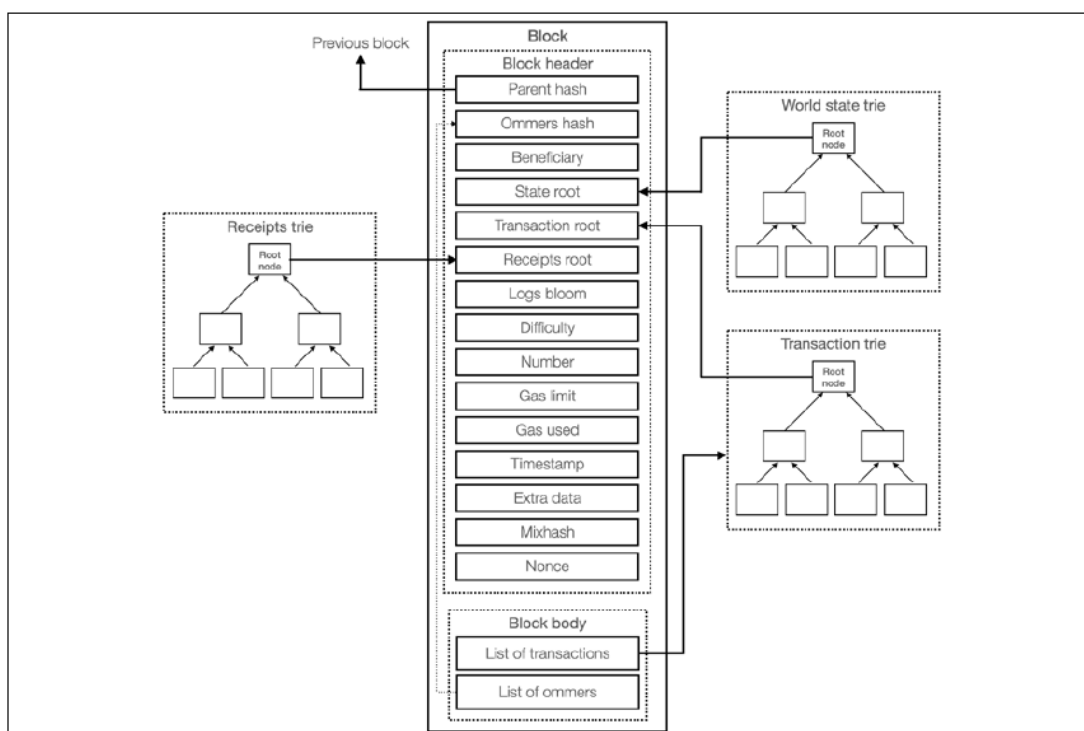 Block
Previous block
Block header
Parent hash
Ommers hash
Beneficiary
State root
Transaction root
Receipts root
Logs bloom
Difficulty
Number
Gas limit
Gas used
Timestamp
Extra data
Mixhash
Nonce
Block body
List of transactions
List of ommers
Receipts trie
Root
node
World state trie
Root
node
Transaction trie
Root
node